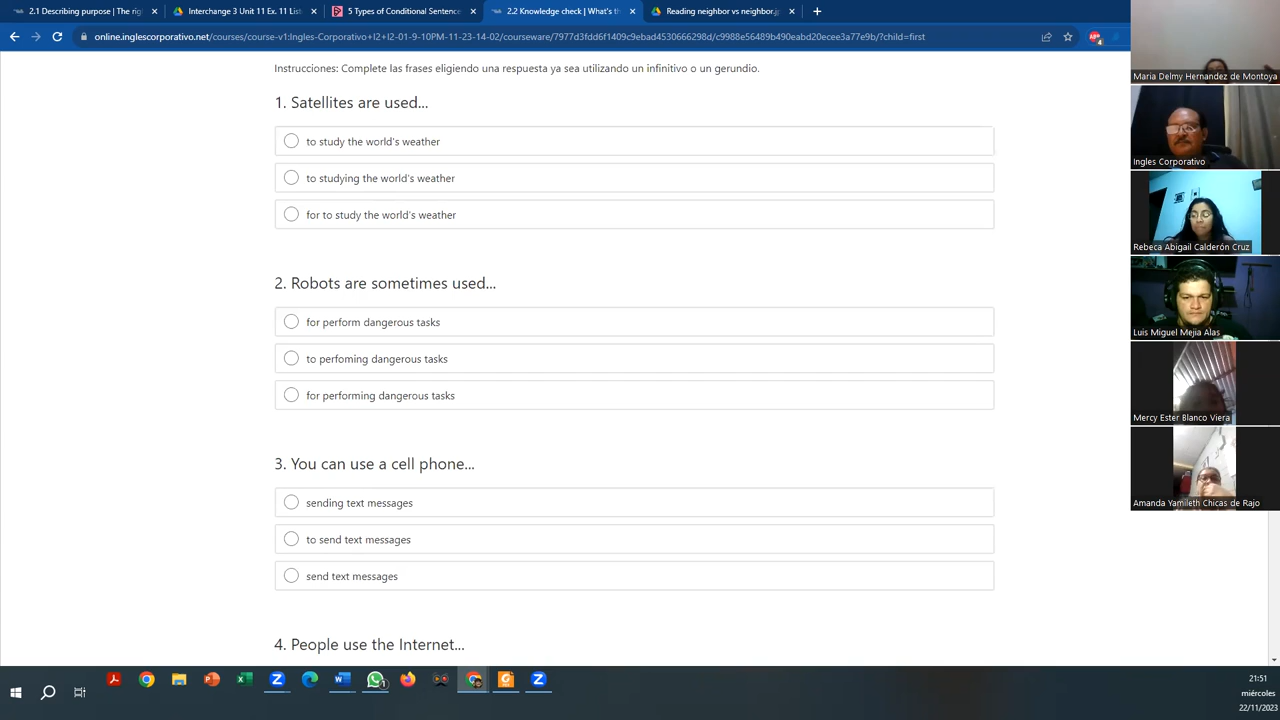 2.1 Describing purpose | The rig
Interchange 3 Unit 11 Ex. 11 List
5 Types of Conditional Sentence
2.2 Knowledge check | What's th
Reading neighbor vs neighbor.jp
online.inglescorporativo.net/courses/course-v1:Ingles-Corporativo+I2+I2-01-9-10PM-11-23-14-02/courseware/7977d3fdd6f1409c9ebad4530666298d/c9988e56489b490eabd20ecee3a77e9b/?child=first
Instrucciones: Complete las frases eligiendo una respuesta ya sea utilizando un infinitivo o un gerundio.
1. Satellites are used...
to study the world's weather
to studying the world's weather
for to study the world's weather
2. Robots are sometimes used...
for perform dangerous tasks
to perfoming dangerous tasks
for performing dangerous tasks
3. You can use a cell phone...
sending text messages
to send text messages
send text messages
4. People use the Internet...
Maria Delmy Hernandez de Montoya
Ingles Corporativo
Rebeca Abigail Calderón Cruz
Luis Miguel Mejia Alas
Mercy Ester Blanco Viera
Amanda Yamileth Chicas de Rajo
21:51
miércoles
22/11/2023